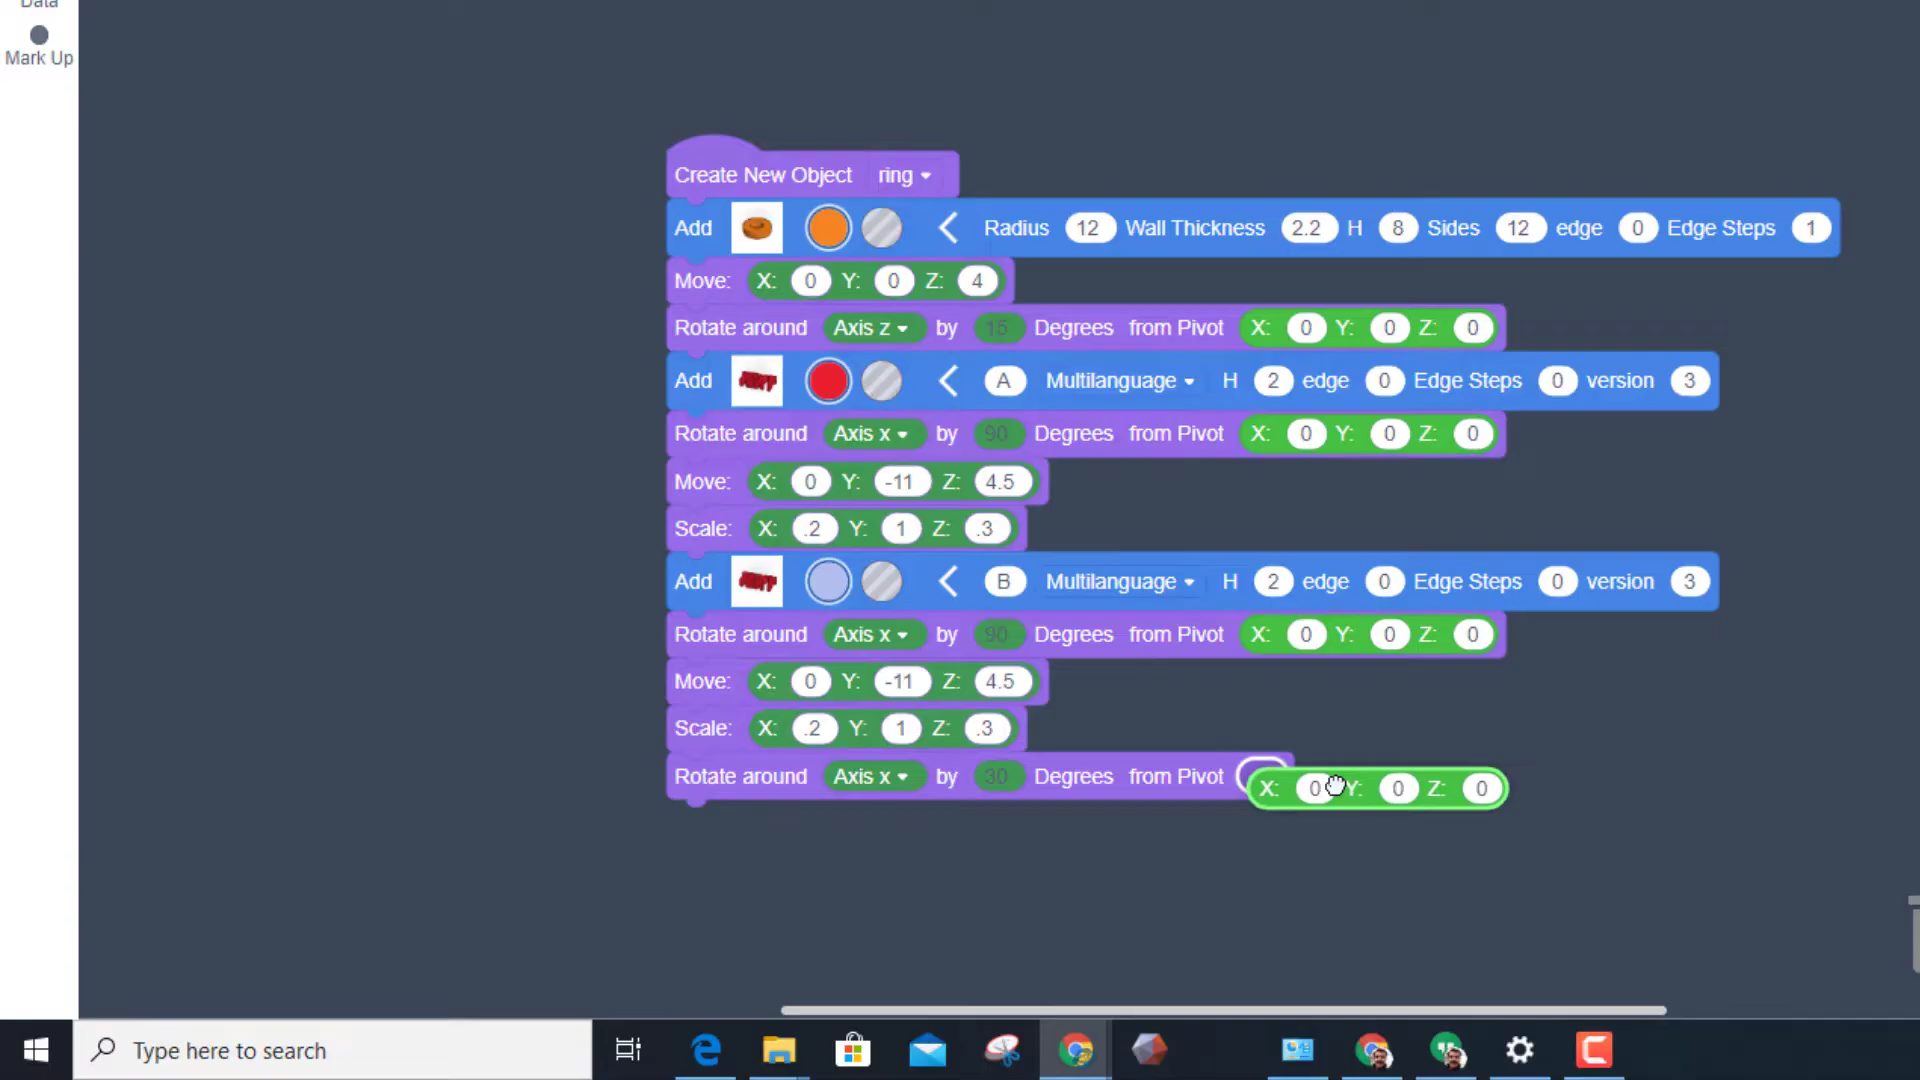 Data
Mark Up
Create New Object ring
Add Radius 12 Wall Thickness 2.2 H 8 Sides 12 edge 0 Edge Steps 1
Move: X: 0 Y: 0 Z: 4
Rotate around Axis z by 15 Degrees from Pivot X: 0 Y: 0 Z: 0
Add A Multilanguage H 2 edge 0 Edge Steps 0 version 3
Rotate around Axis x by 90 Degrees from Pivot X: 0 Y: 0 Z: 0
Move: X: 0 Y: -11 Z: 4.5
Scale: X: .2 Y: 1 Z: .3
Add B Multilanguage H 2 edge 0 Edge Steps 0 version 3
Rotate around Axis x by 90 Degrees from Pivot X: 0 Y: 0 Z: 0
Move: X: 0 Y: -11 Z: 4.5
Scale: X: .2 Y: 1 Z: .3
Rotate around Axis x by 30 Degrees from Pivot X: 0 Y: 0 Z: 0
Type here to search